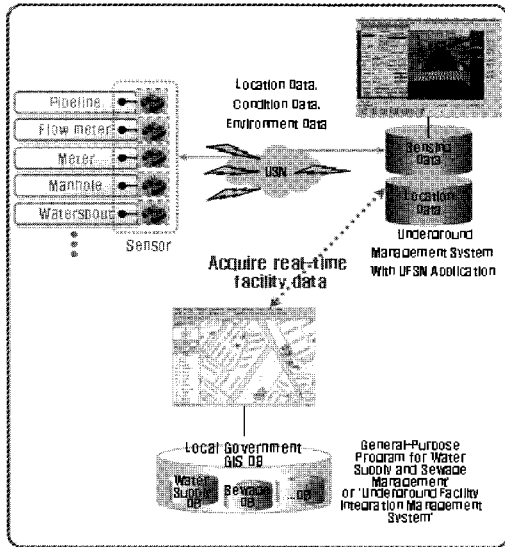 Pipeline
Flow meter
Meter
Manhole
Waterspout
Sensor
Location Data,
Condition Data,
Environment Data
USN
Sensing
Data
Location
Data
Underground
Management System
With UFSN Application
Acquire real-time
facility data
Local Government
GIS DB
Water
Supply
DB
Sewage
DB
...DB
General-Purpose
Program for Water
Supply and Sewage
Management'
or 'Underground Facility
Integration Management
System'